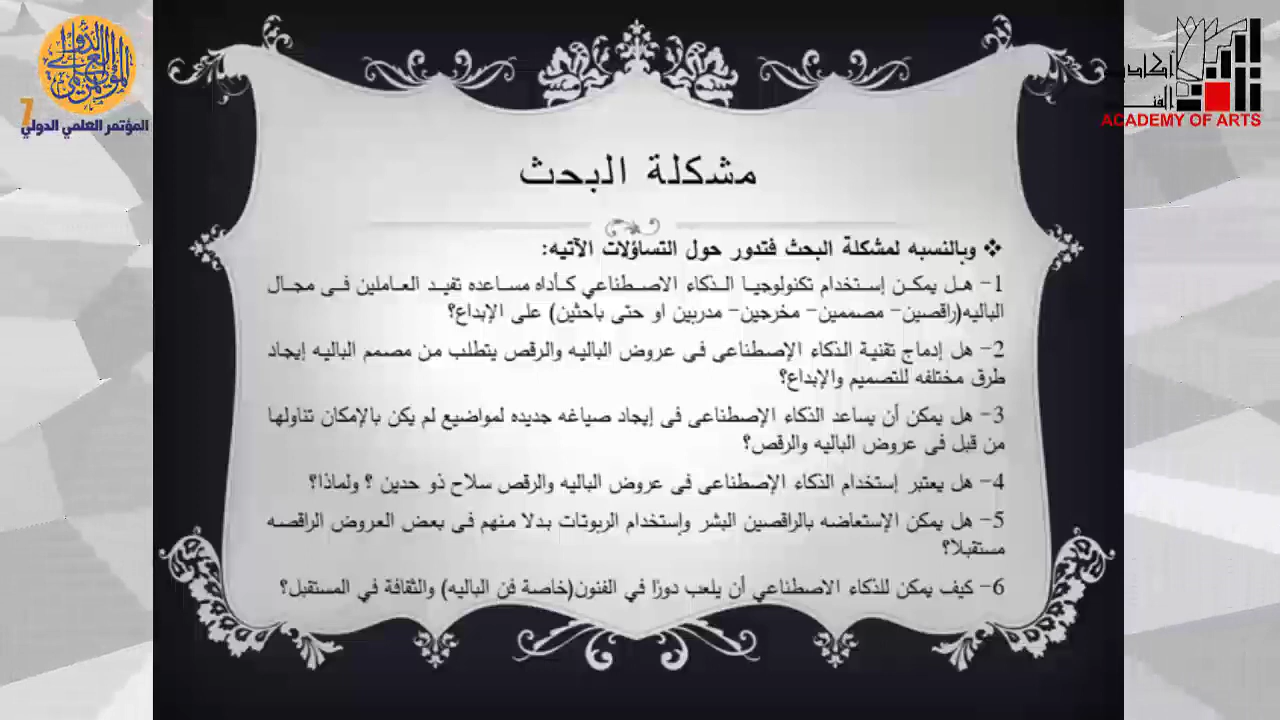 المؤتمر العلمي الدولي
7
المؤتمر العلمي الدولي
أكاديمية
الفنون
ACADEMY OF ARTS
مشكلة البحث
❖ وبالنسبه لمشكلة البحث فتدور حول التساؤلات الآتيه:
1- هل يمكن إستخدام تكنولوجيا الذكاء الاصطناعي كأداه مساعده تفيد العاملين فى مجال
الباليه(راقصين- مصممين- مخرجين- مدربين او حتى باحثين) على الإبداع؟
2- هل إدماج تقنية الذكاء الإصطناعى فى عروض الباليه والرقص يتطلب من مصمم الباليه إيجاد
طرق مختلفه للتصميم والإبداع؟
3- هل يمكن أن يساعد الذكاء الإصطناعى فى إيجاد صياغه جديده لمواضيع لم يكن بالإمكان تناولها
من قبل فى عروض الباليه والرقص؟
4- هل يعتبر إستخدام الذكاء الإصطناعى فى عروض الباليه والرقص سلاح ذو حدين ؟ ولماذا؟
5- هل يمكن الإستعاضه بالراقصين البشر وإستخدام الربوتات بدلا منهم فى بعض العروض الراقصه
مستقبلا؟
6- كيف يمكن للذكاء الاصطناعي أن يلعب دورًا في الفنون(خاصة فن الباليه) والثقافة في المستقبل؟